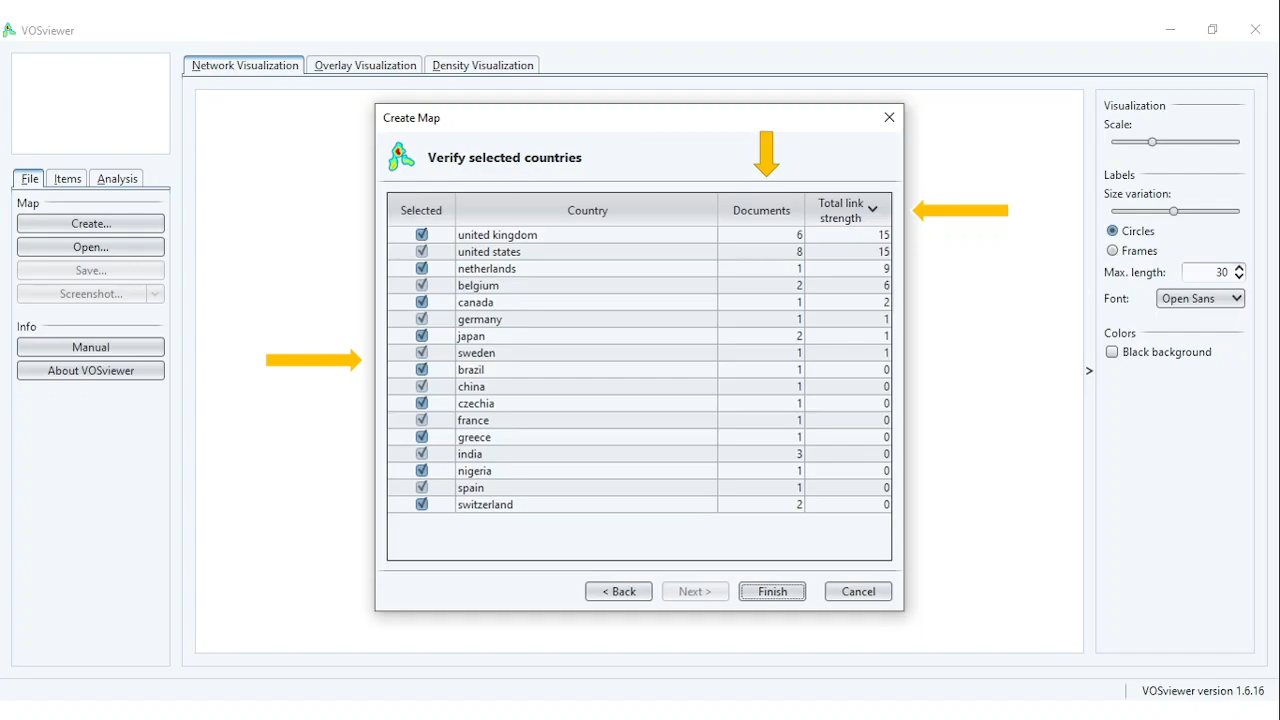 VOSviewer
Network Visualization Overlay Visualization Density Visualization
File Items Analysis
Map
Create...
Open...
Save...
Screenshot...
Info
Manual
About VOSviewer
Create Map
Verify selected countries
Selected Country Documents Total link strength
united kingdom 6 15
united states 8 15
netherlands 1 9
belgium 2 6
canada 1 2
germany 1 1
japan 2 1
sweden 1 1
brazil 1 0
china 1 0
czechia 1 0
france 1 0
greece 1 0
india 3 0
nigeria 1 0
spain 1 0
switzerland 2 0
< Back Next > Finish Cancel
Visualization
Scale:
Labels
Size variation:
Circles
Frames
Max. length: 30
Font: Open Sans
Colors
Black background
>
VOSviewer version 1.6.16